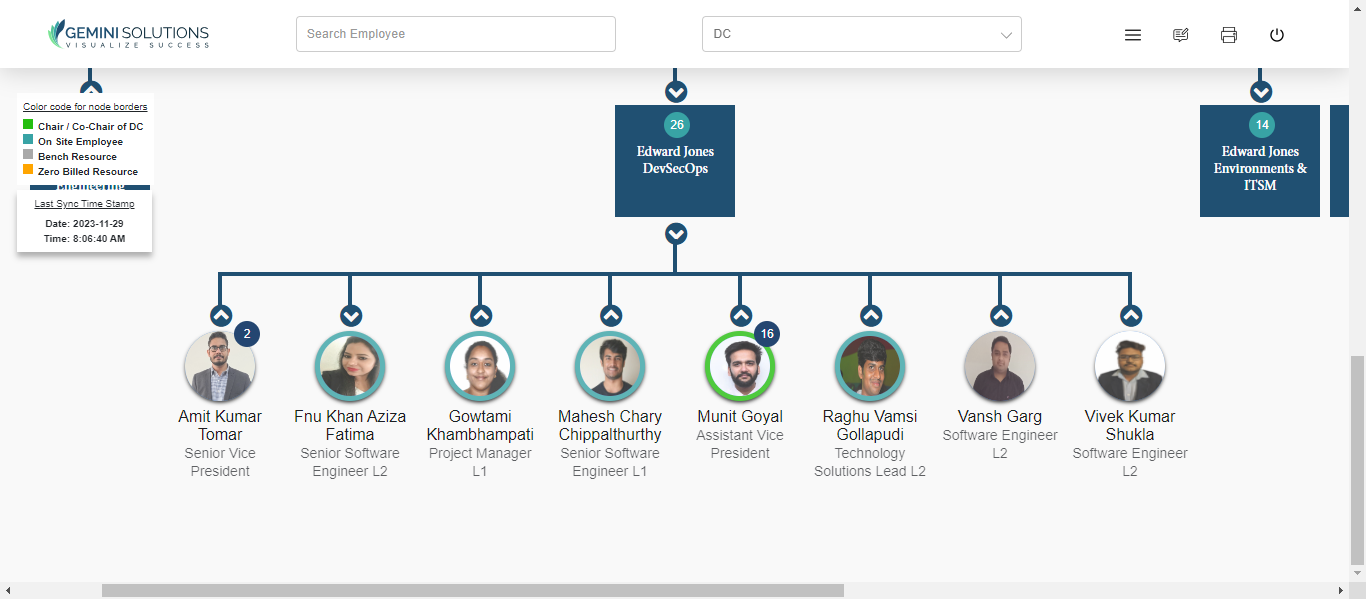 GEMINI SOLUTIONS
VISUALIZE SUCCESS
Search Employee
DC
Color code for node borders
Chair / Co-Chair of DC
On Site Employee
Bench Resource
Zero Billed Resource
Engineering
Last Sync Time Stamp
Date: 2023-11-29
Time: 8:06:40 AM
26
Edward Jones
DevSecOps
14
Edward Jones
Environments &
ITSM
2
Amit Kumar
Tomar
Senior Vice
President
Fnu Khan Aziza
Fatima
Senior Software
Engineer L2
Gowtami
Khambhampati
Project Manager
L1
Mahesh Chary
Chippalthurthy
Senior Software
Engineer L1
16
Munit Goyal
Assistant Vice
President
Raghu Vamsi
Gollapudi
Technology
Solutions Lead L2
Vansh Garg
Software Engineer
L2
Vivek Kumar
Shukla
Software Engineer
L2